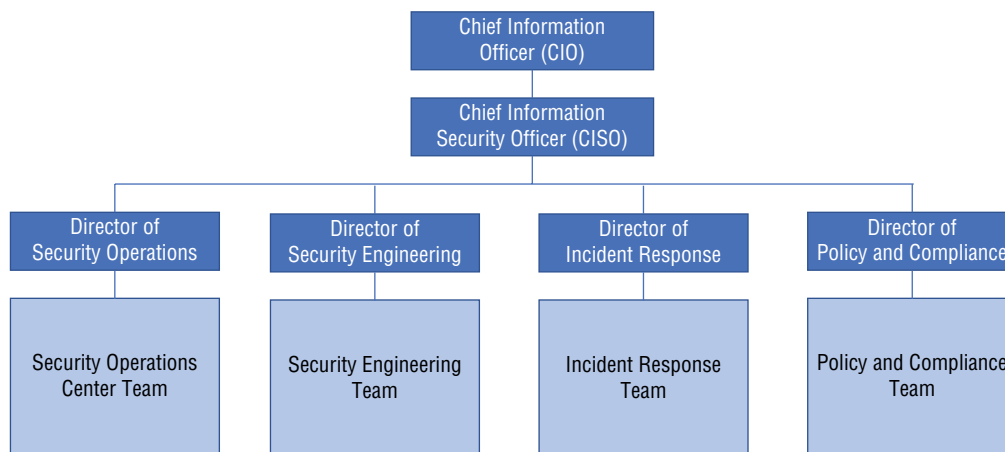 Chief Information
Officer (CIO)
Chief Information
Security Officer (CISO)
Director of
Security Operations
Director of
Security Engineering
Director of
Incident Response
Director of
Policy and Compliance
Security Operations
Center Team
Security Engineering
Team
Incident Response
Team
Policy and Compliance
Team